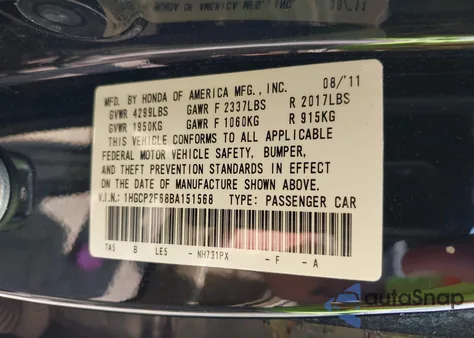 MFD. BY HONDA OF AMERICA MFG., INC. 08/'11
GVWR 4299LBS GAWR F 2337LBS R 2017LBS
GVWR 1950KG GAWR F 1060KG R 915KG
THIS VEHICLE CONFORMS TO ALL APPLICABLE
FEDERAL MOTOR VEHICLE SAFETY, BUMPER,
AND THEFT PREVENTION STANDARDS IN EFFECT
ON THE DATE OF MANUFACTURE SHOWN ABOVE.
V.I.N.: 1HGCP2F68BA151568 TYPE: PASSENGER CAR
TA5 B LE5 - NH731PX - F - A
autoSnap